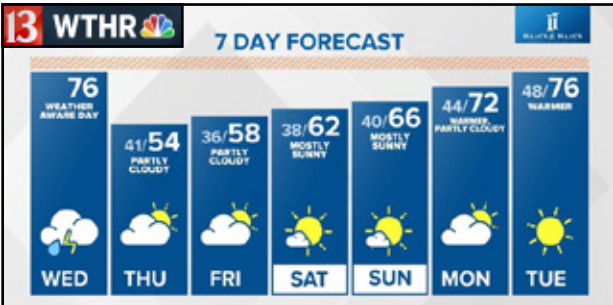 13 WTHR
7 DAY FORECAST
76
WEATHER
AWARE DAY
WED
41/54
PARTLY
CLOUDY
THU
36/58
PARTLY
CLOUDY
FRI
38/62
MOSTLY
SUNNY
SAT
40/66
MOSTLY
SUNNY
SUN
44/72
WARMER,
PARTLY CLOUDY
MON
48/76
WARMER
TUE